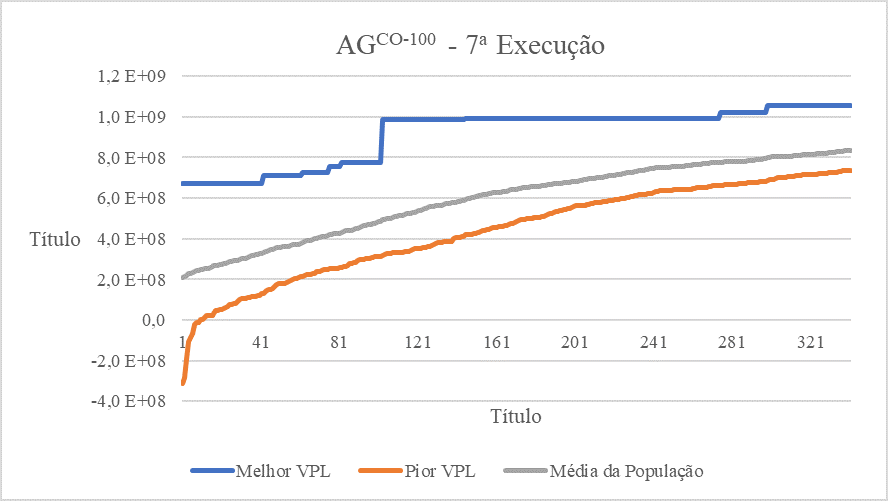 AGCO-100 - 7ª Execução
1,2 E+09
1,0 E+09
8,0 E+08
6,0 E+08
Título
4,0 E+08
2,0 E+08
0,0
1 41 81 121 161 201 241 281 321
-2,0 E+08
-4,0 E+08
Título
Melhor VPL Pior VPL Média da População